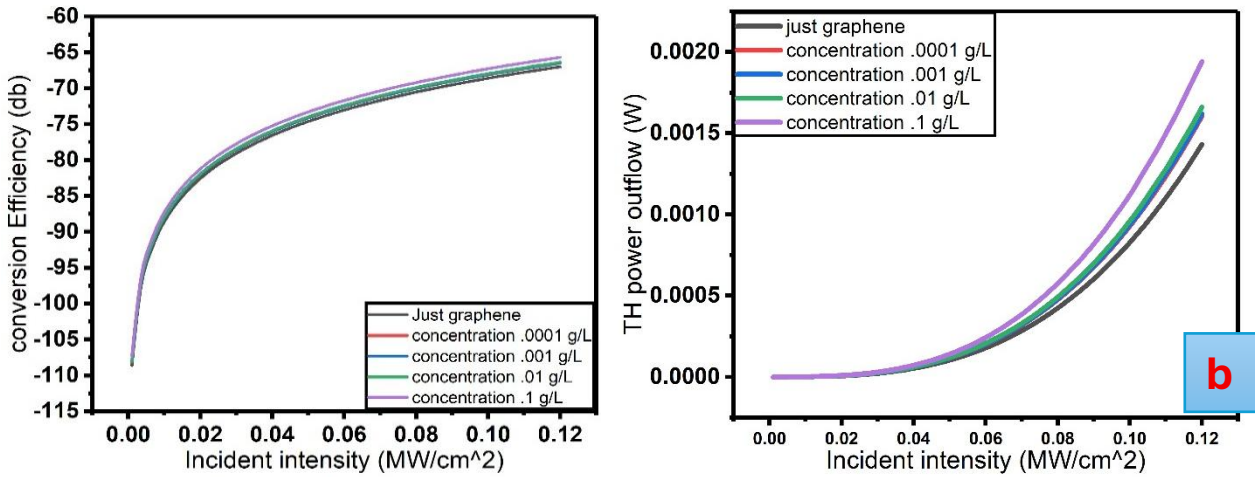 conversion Efficiency (db)
-60
-65
-70
-75
-80
-85
-90
-95
-100
-105
-110
-115
Just graphene
concentration .0001 g/L
concentration .001 g/L
concentration .01 g/L
concentration .1 g/L
0.00 0.02 0.04 0.06 0.08 0.10 0.12
Incident intensity (MW/cm^2)
TH power outflow (W)
0.0020
0.0015
0.0010
0.0005
0.0000
just graphene
concentration .0001 g/L
concentration .001 g/L
concentration .01 g/L
concentration .1 g/L
b
0.00 0.02 0.04 0.06 0.08 0.10 0.12
Incident intensity (MW/cm^2)